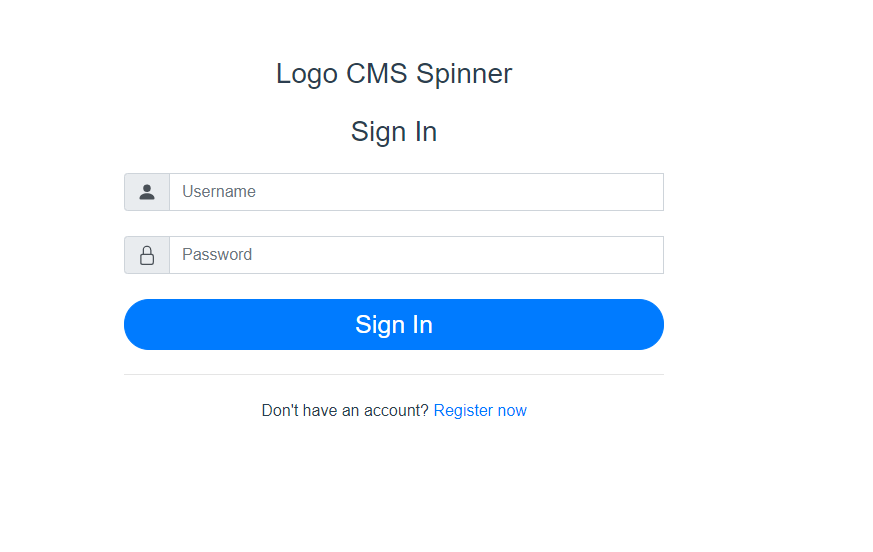 Logo CMS Spinner
Sign In
Username
Password
Sign In
Don't have an account? Register now